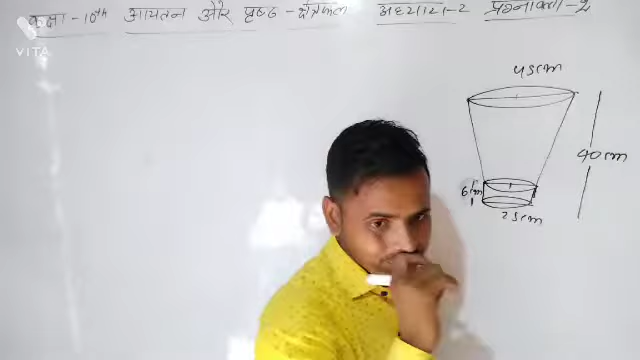 कक्षा-10th आयतन और पृष्ठ-क्षेत्रफल अध्याय-2 प्रश्नावली-2
VITA
45cm
40cm
6cm
25cm